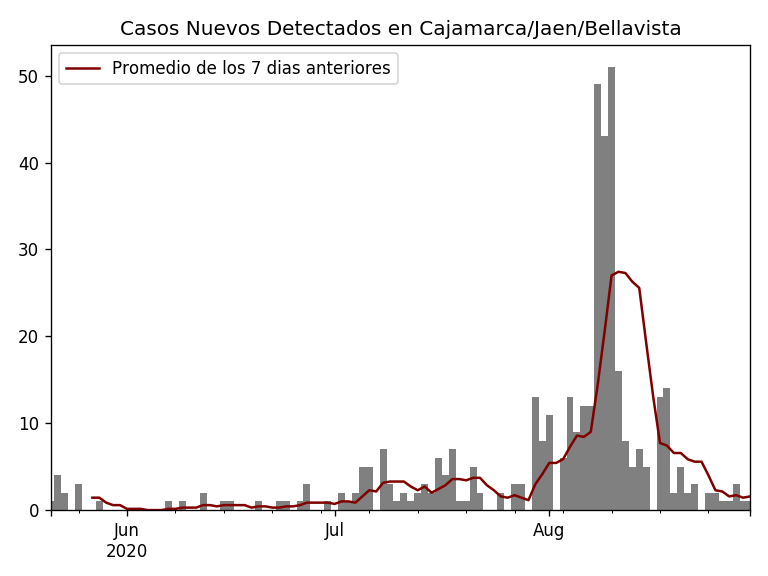 Casos Nuevos Detectados en Cajamarca/Jaen/Bellavista
Promedio de los 7 dias anteriores
50
40
30
20
10
0
Jun
2020
Jul
Aug